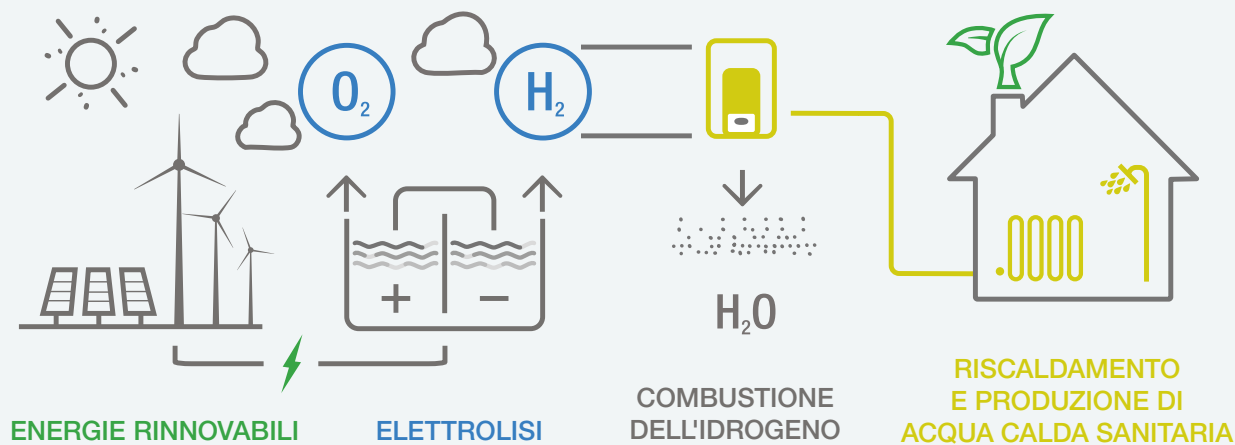 O₂
H₂
+ −
H₂O
ENERGIE RINNOVABILI
ELETTROLISI
COMBUSTIONE
DELL'IDROGENO
RISCALDAMENTO
E PRODUZIONE DI
ACQUA CALDA SANITARIA